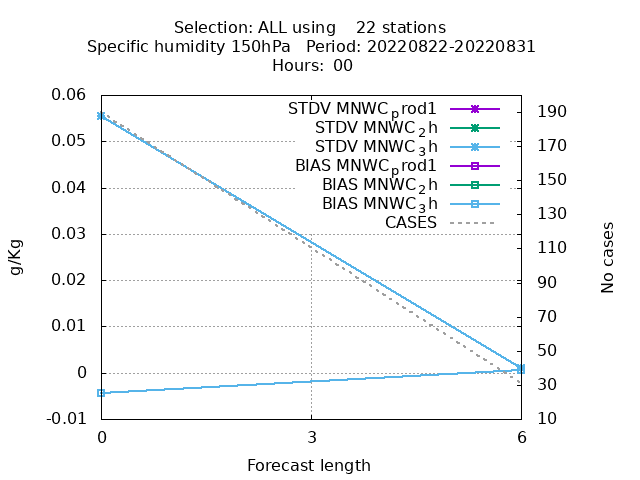 Selection: ALL using    22 stations
Specific humidity 150hPa   Period: 20220822-20220831
Hours:  00
STDV MNWC_prod1
STDV MNWC_2h
STDV MNWC_3h
BIAS MNWC_prod1
BIAS MNWC_2h
BIAS MNWC_3h
CASES
0.06
0.05
0.04
0.03
0.02
0.01
0
-0.01
g/Kg
190
170
150
130
110
90
70
50
30
10
No cases
0 3 6
Forecast length